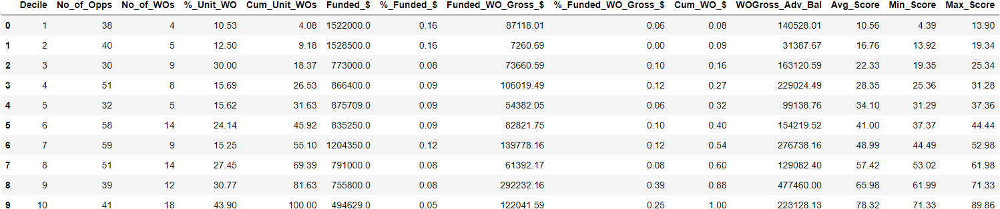 Decile No_of_Opps No_of_WOs %_Unit_WO Cum_Unit_WOs Funded_$ %_Funded_$ Funded_WO_Gross_$ %_Funded_WO_Gross_$ Cum_WO_$ WOGross_Adv_Bal Avg_Score Min_Score Max_Score
0 1 38 4 10.53 4.08 1522000.0 0.16 87118.01 0.06 0.08 140528.01 10.56 4.39 13.90
1 2 40 5 12.50 9.18 1528500.0 0.16 7260.69 0.00 0.09 31387.67 16.76 13.92 19.34
2 3 30 9 30.00 18.37 773000.0 0.08 73660.59 0.10 0.16 163120.59 22.33 19.35 25.34
3 4 51 8 15.69 26.53 866400.0 0.09 106019.49 0.12 0.27 229024.49 28.35 25.36 31.28
4 5 32 5 15.62 31.63 875709.0 0.09 54382.05 0.06 0.32 99138.76 34.10 31.29 37.36
5 6 58 14 24.14 45.92 835250.0 0.09 82821.75 0.10 0.40 154219.52 41.00 37.37 44.44
6 7 59 9 15.25 55.10 1204350.0 0.12 139778.16 0.12 0.54 276738.16 48.99 44.49 52.98
7 8 51 14 27.45 69.39 791000.0 0.08 61392.17 0.08 0.60 129082.40 57.42 53.02 61.98
8 9 39 12 30.77 81.63 755800.0 0.08 292232.16 0.39 0.88 477460.00 65.98 61.99 71.33
9 10 41 18 43.90 100.00 494629.0 0.05 122041.59 0.25 1.00 223128.13 78.32 71.33 89.86